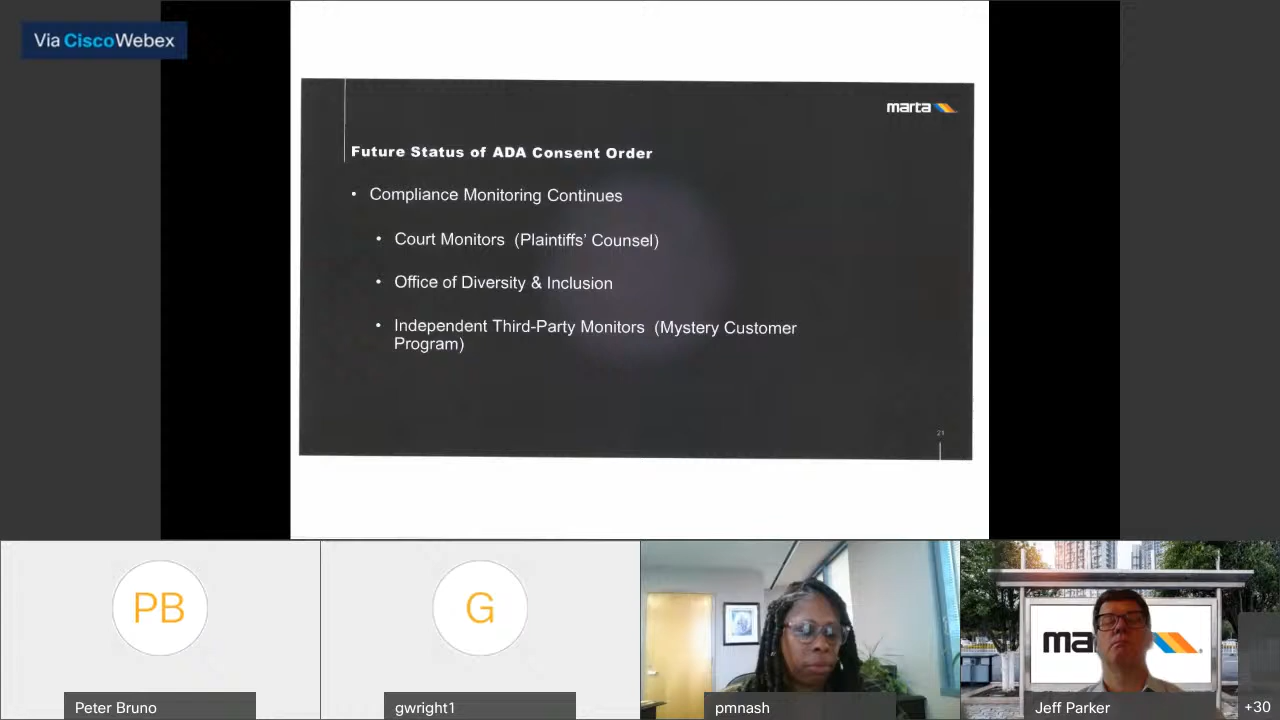 Via CiscoWebex
marta
Future Status of ADA Consent Order
• Compliance Monitoring Continues
• Court Monitors (Plaintiffs' Counsel)
• Office of Diversity & Inclusion
• Independent Third-Party Monitors (Mystery Customer
Program)
21
PB
G
ma
Peter Bruno
gwright1
pmnash
Jeff Parker
+30